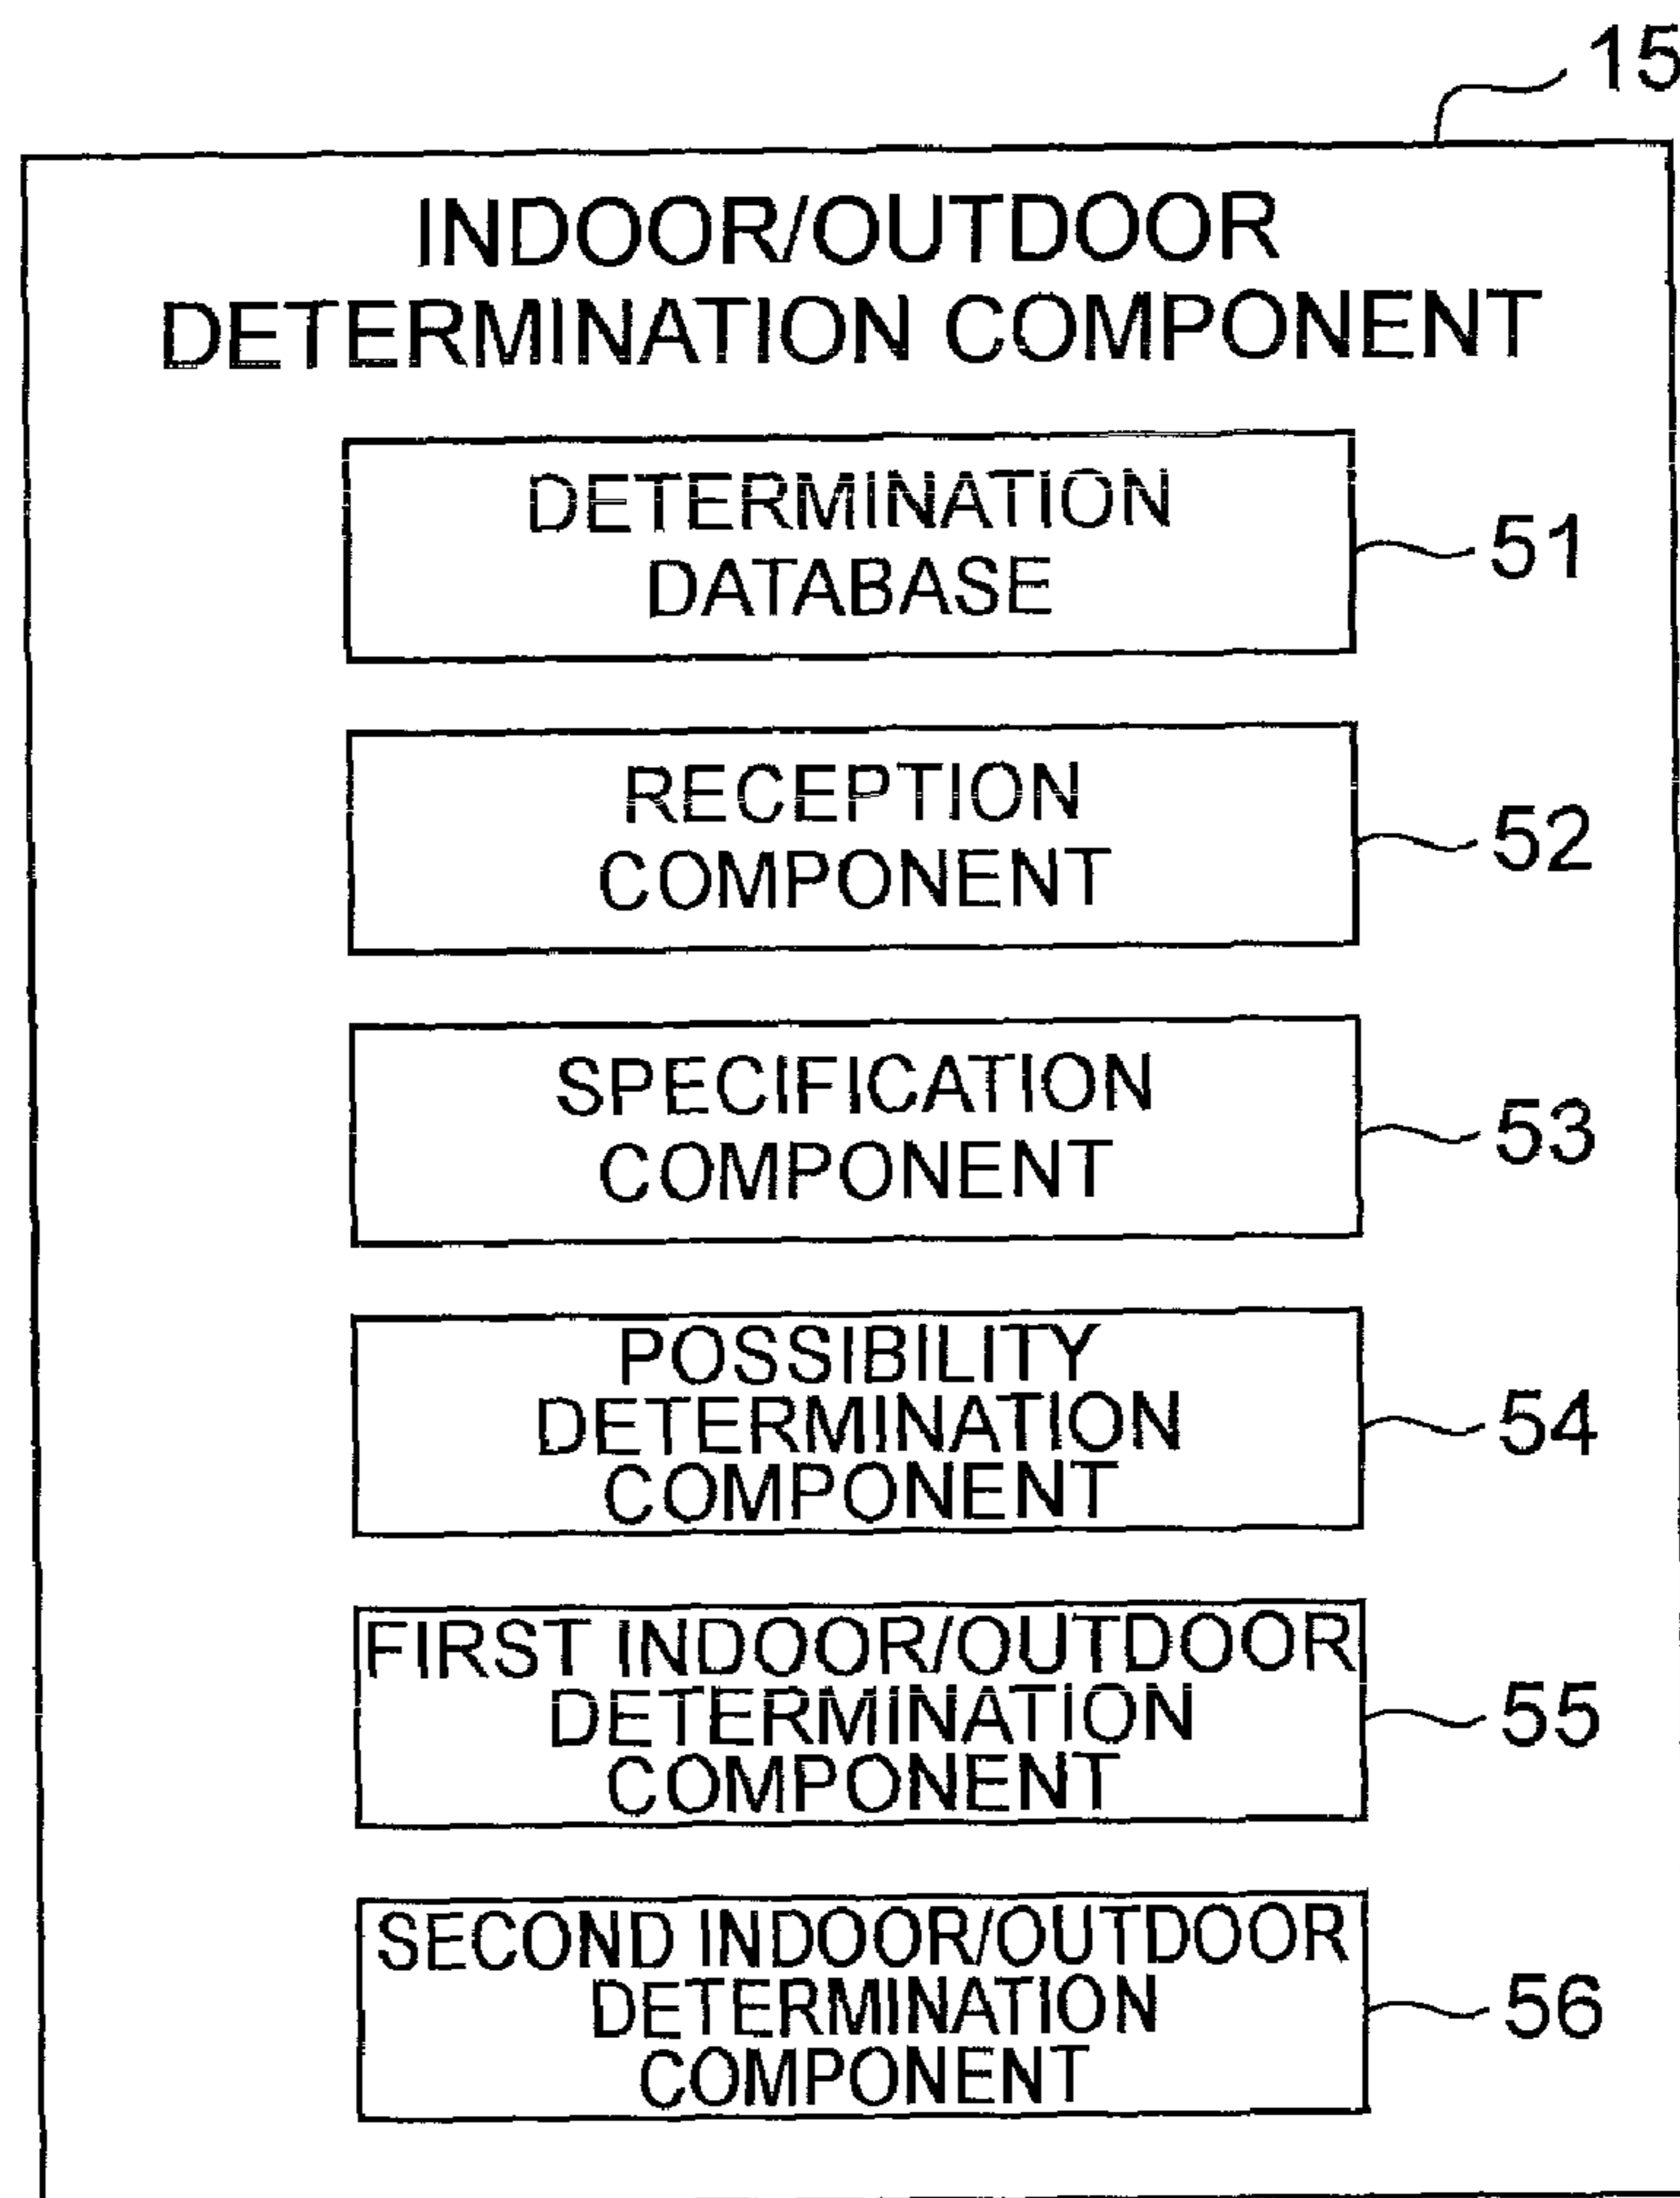 15
INDOOR/OUTDOOR
DETERMINATION COMPONENT
DETERMINATION
DATABASE
51
RECEPTION
COMPONENT
52
SPECIFICATION
COMPONENT
53
POSSIBILITY
DETERMINATION
COMPONENT
54
FIRST INDOOR/OUTDOOR
DETERMINATION
COMPONENT
55
SECOND INDOOR/OUTDOOR
DETERMINATION
COMPONENT
56